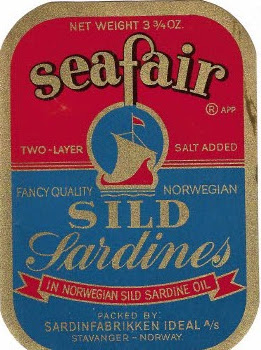 NET WEIGHT 3 ¾ OZ.
seafair
® APP
TWO-LAYER SALT ADDED
FANCY QUALITY NORWEGIAN
SILD
Sardines
IN NORWEGIAN SILD SARDINE OIL
PACKED BY:
SARDINFABRIKKEN IDEAL A/S
STAVANGER - NORWAY